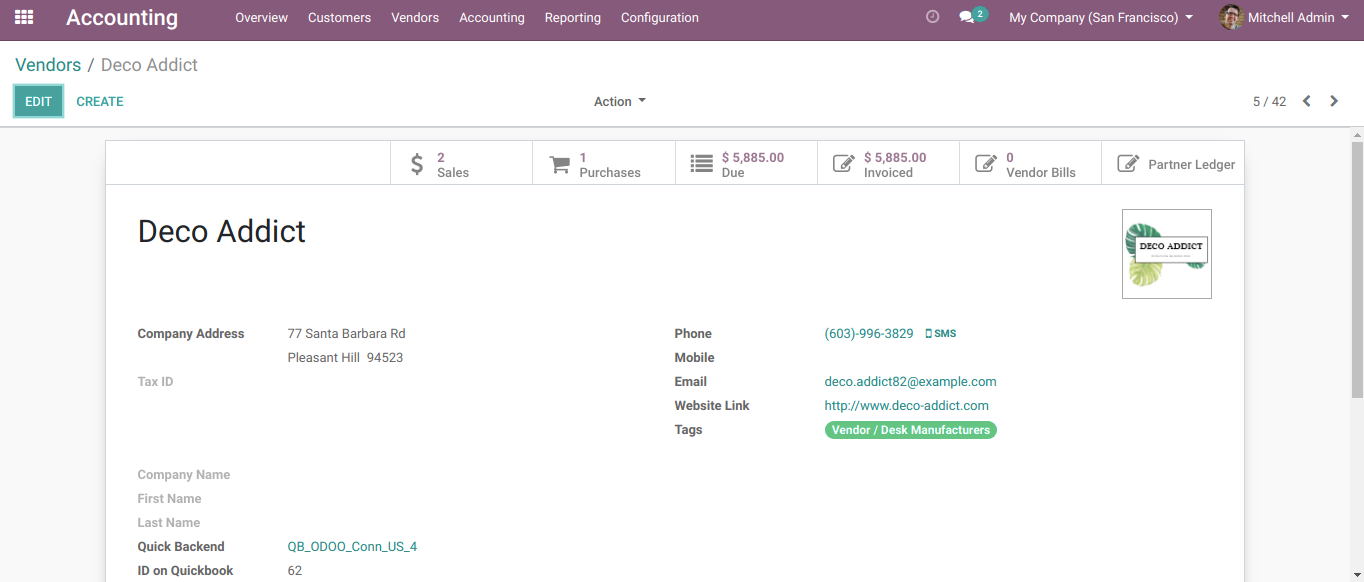 Accounting Overview Customers Vendors Accounting Reporting Configuration 2 My Company (San Francisco) Mitchell Admin
Vendors / Deco Addict
EDIT CREATE Action 5 / 42
2 Sales
1 Purchases
$ 5,885.00 Due
$ 5,885.00 Invoiced
0 Vendor Bills
Partner Ledger
Deco Addict
DECO ADDICT
Company Address 77 Santa Barbara Rd
Pleasant Hill 94523
Tax ID
Phone (603)-996-3829 SMS
Mobile
Email deco.addict82@example.com
Website Link http://www.deco-addict.com
Tags Vendor / Desk Manufacturers
Company Name
First Name
Last Name
Quick Backend QB_ODOO_Conn_US_4
ID on Quickbook 62